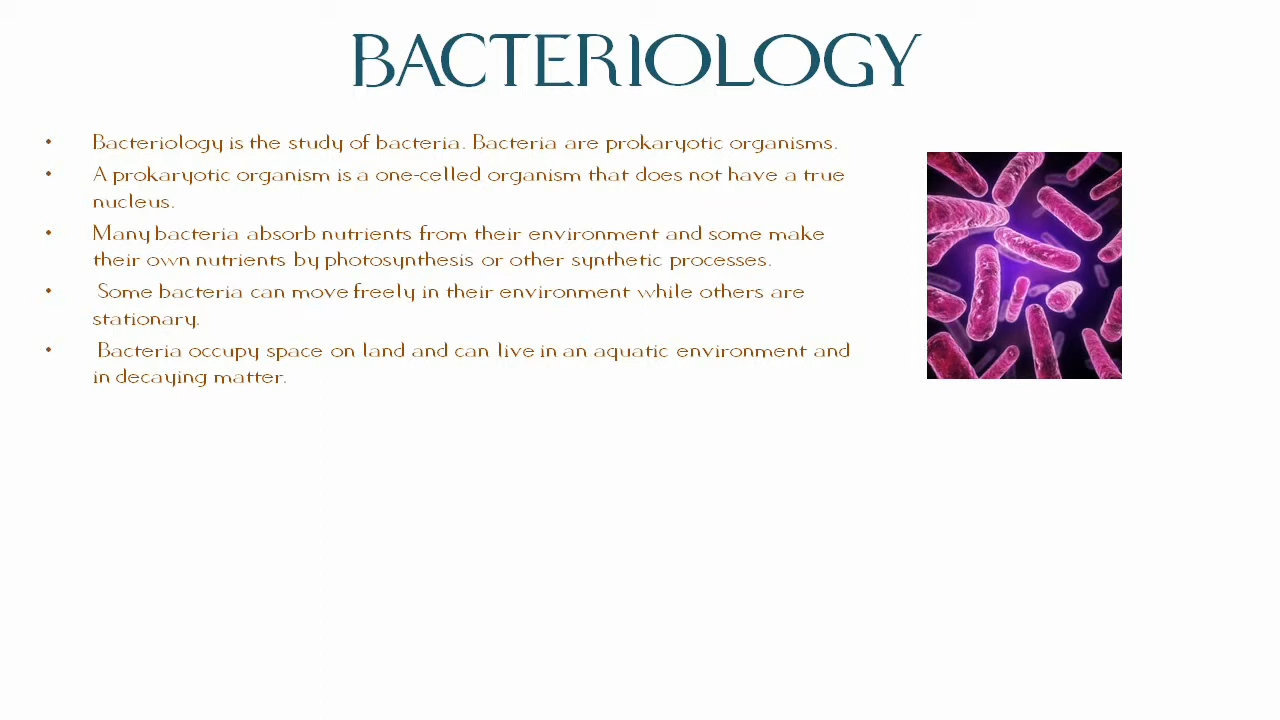 BACTERIOLOGY
• Bacteriology is the study of bacteria. Bacteria are prokaryotic organisms.
• A prokaryotic organism is a one-celled organism that does not have a true
nucleus.
• Many bacteria absorb nutrients from their environment and some make
their own nutrients by photosynthesis or other synthetic processes.
• Some bacteria can move freely in their environment while others are
stationary.
• Bacteria occupy space on land and can live in an aquatic environment and
in decaying matter.